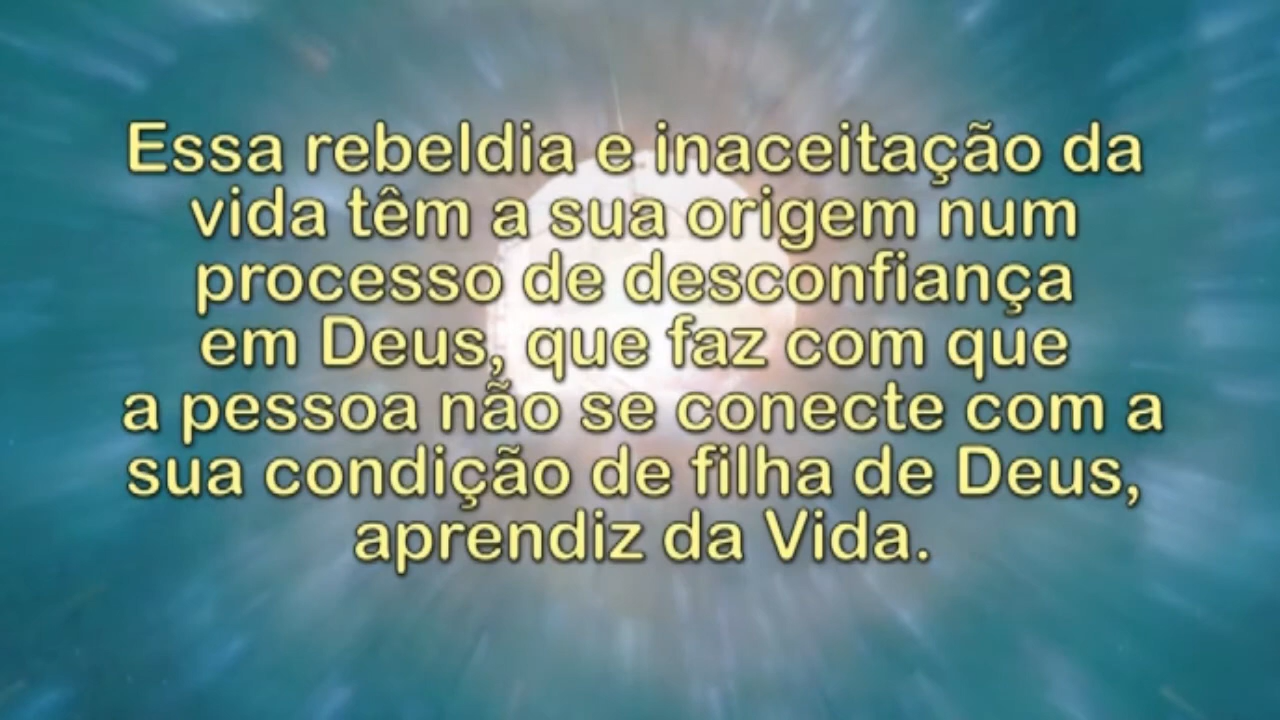 Essa rebeldia e inaceitação da
vida têm a sua origem num
processo de desconfiança
em Deus, que faz com que
a pessoa não se conecte com a
sua condição de filha de Deus,
aprendiz da Vida.